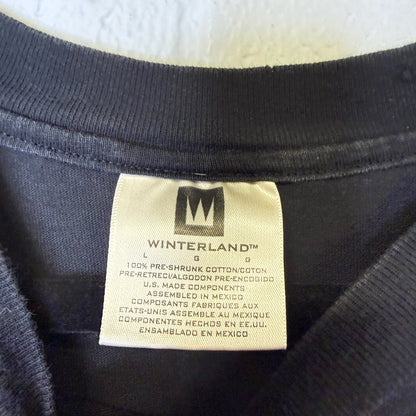 WINTERLAND™
L G O
100% PRE-SHRUNK COTTON/COTON
PRE-RETRECI/ALGODON PRE-ENCOGIDO
U.S. MADE COMPONENTS
ASSEMBLED IN MEXICO
COMPOSANTS FABRIQUES AUX
ETATS-UNIS ASSEMBLE AU MEXIQUE
COMPONENTES HECHOS EN EE.UU.
ENSAMBLADO EN MEXICO